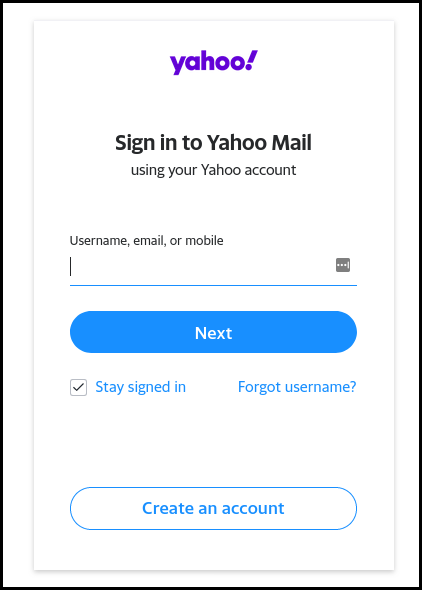 yahoo!
Sign in to Yahoo Mail
using your Yahoo account
Username, email, or mobile
Next
Stay signed in
Forgot username?
Create an account